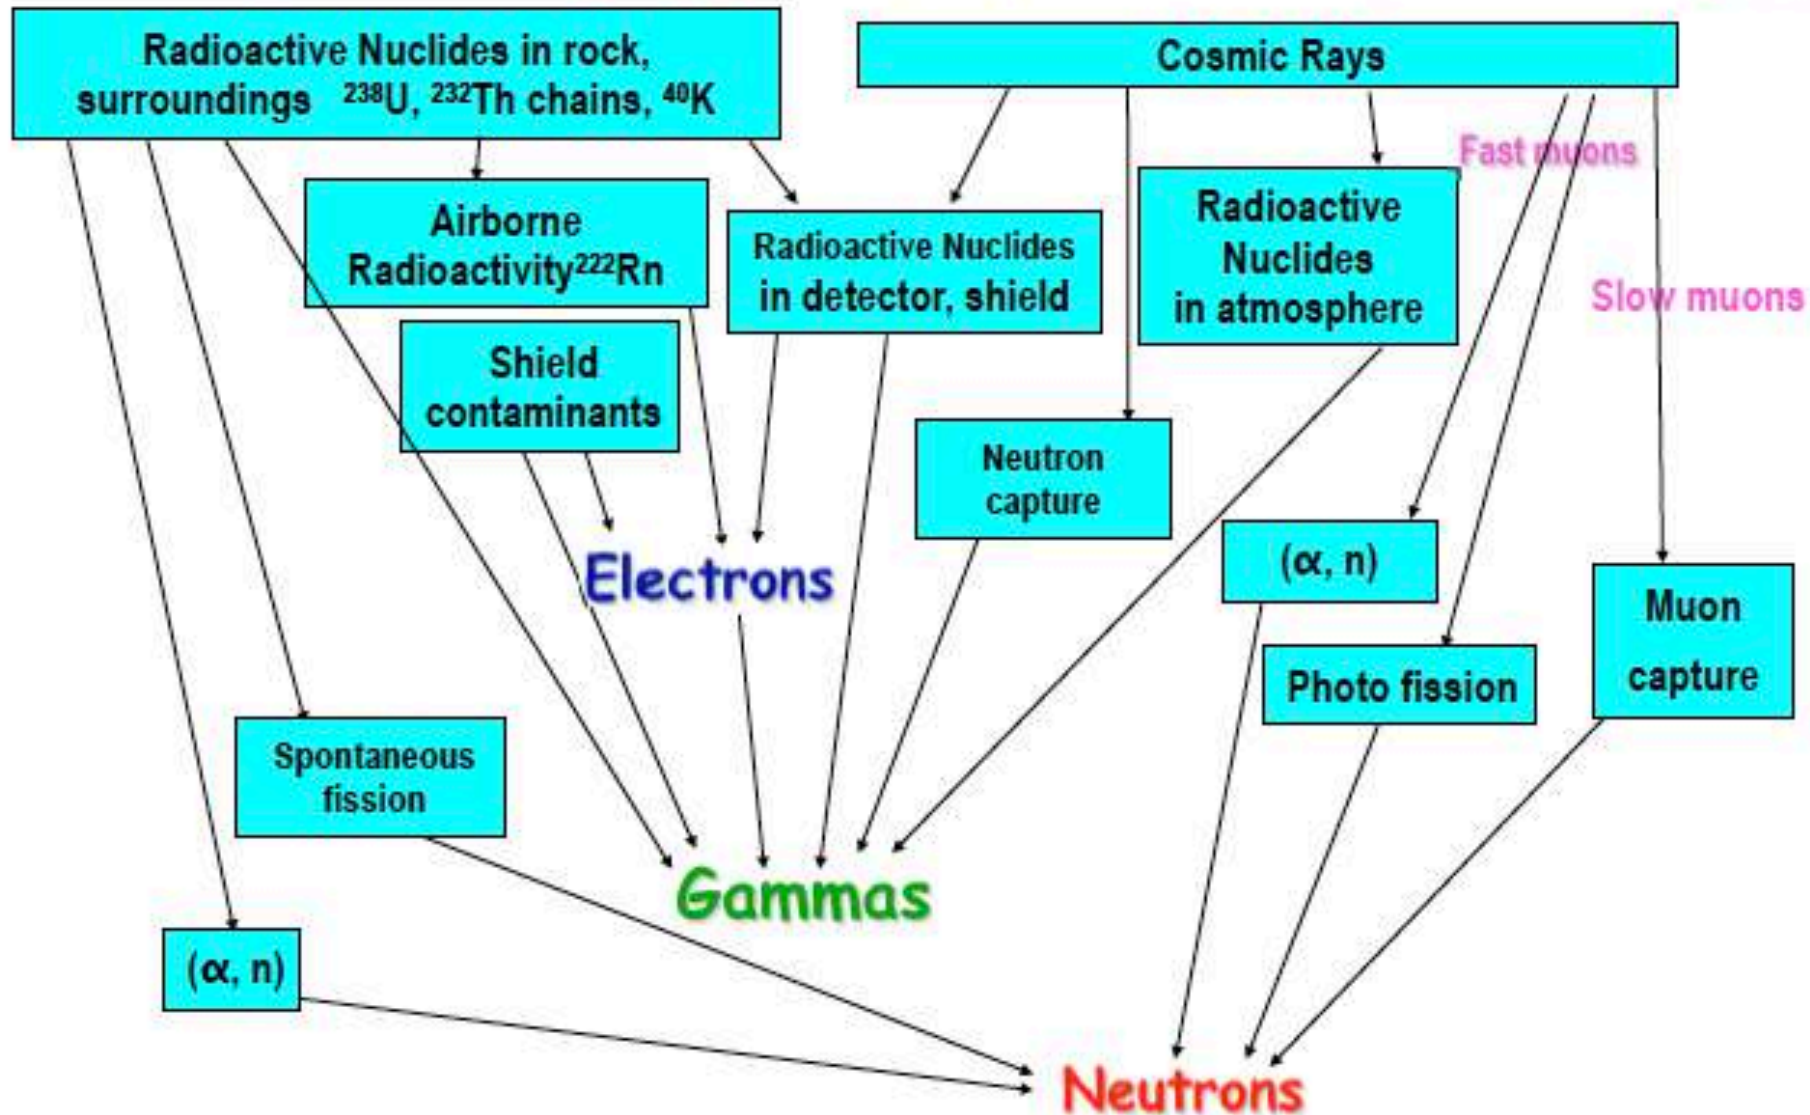 Radioactive Nuclides in rock,
surroundings ²³⁸U, ²³²Th chains, ⁴⁰K
Cosmic Rays
Fast muons
Airborne
Radioactivity²²²Rn
Radioactive Nuclides
in detector, shield
Radioactive
Nuclides
in atmosphere
Slow muons
Shield
contaminants
Neutron
capture
Electrons
(α, n)
Muon
capture
Photo fission
Spontaneous
fission
Gammas
(α, n)
Neutrons